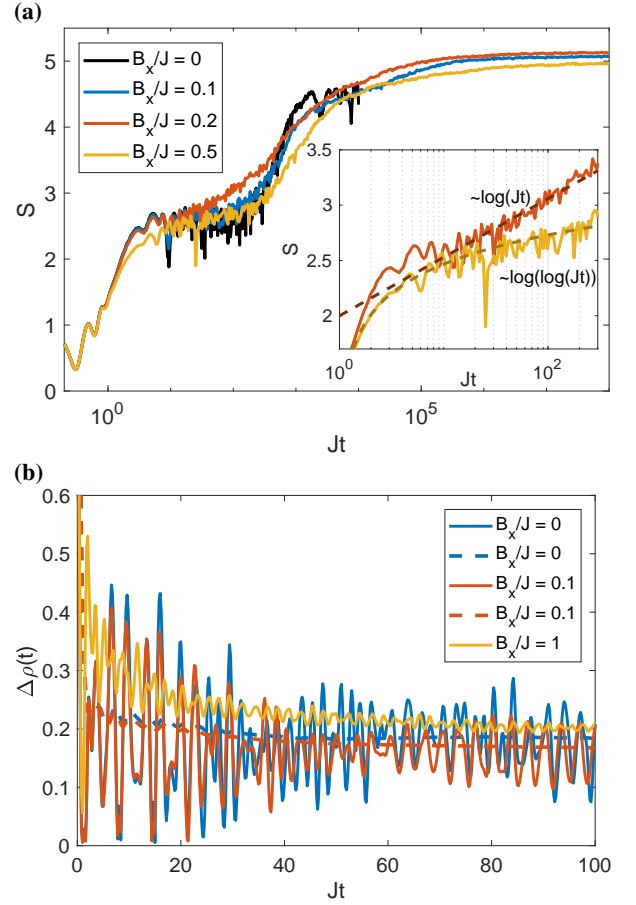 (a)
5
4
3
2
1
0
S
B_x/J = 0
B_x/J = 0.1
B_x/J = 0.2
B_x/J = 0.5
3.5
3
2.5
2
S
~log(Jt)
~log(log(Jt))
10^0
10^2
Jt
10^0
10^5
Jt
(b)
0.6
0.5
0.4
0.3
0.2
0.1
0
Δρ(t)
B_x/J = 0
B_x/J = 0
B_x/J = 0.1
B_x/J = 0.1
B_x/J = 1
0
20
40
60
80
100
Jt